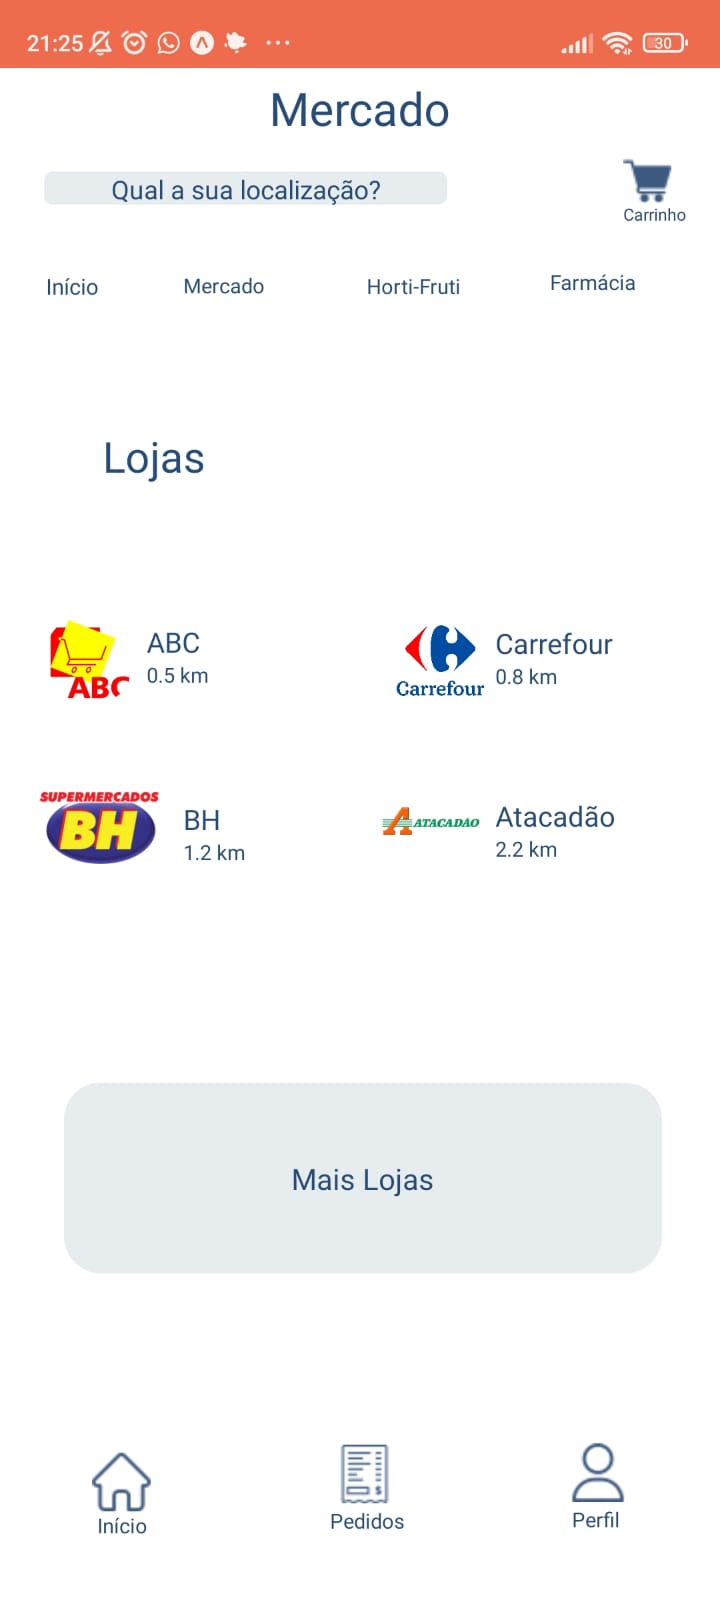 21:25
30
Mercado
Qual a sua localização?
Carrinho
Início
Mercado
Horti-Fruti
Farmácia
Lojas
ABC
ABC
0.5 km
Carrefour
Carrefour
0.8 km
SUPERMERCADOS
BH
BH
1.2 km
ATACADÃO
Atacadão
2.2 km
Mais Lojas
Início
Pedidos
Perfil